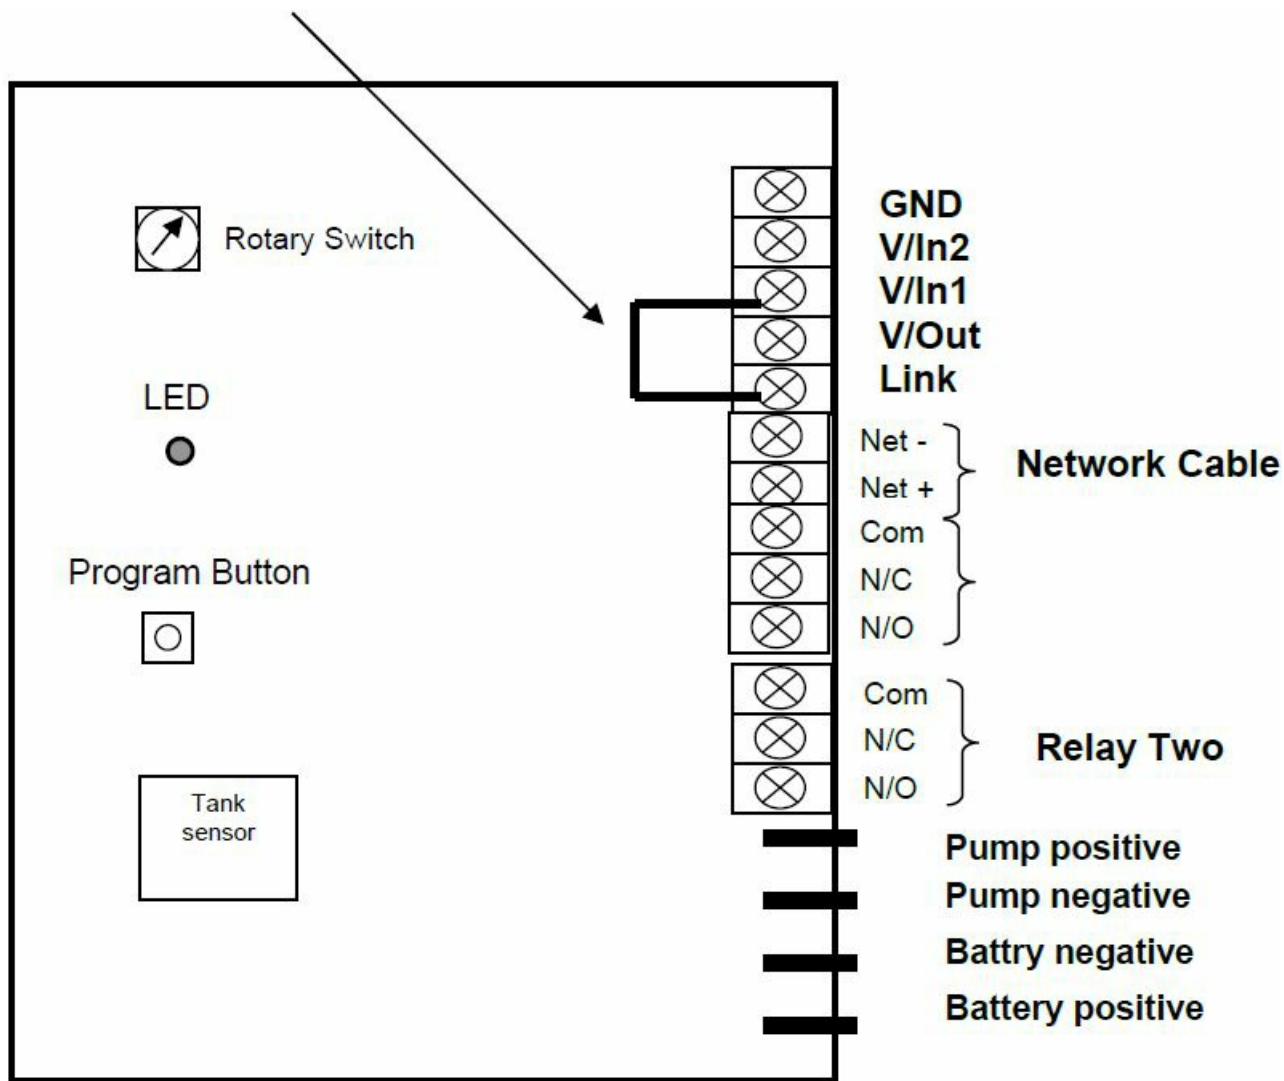 GND
V/In2
Rotary Switch
V/In1
V/Out
Link
LED
Net -
Network Cable
Net +
Com
Program Button
N/C
N/O
Com
N/C
Relay Two
N/O
Tank
sensor
Pump positive
Pump negative
Battry negative
Battery positive